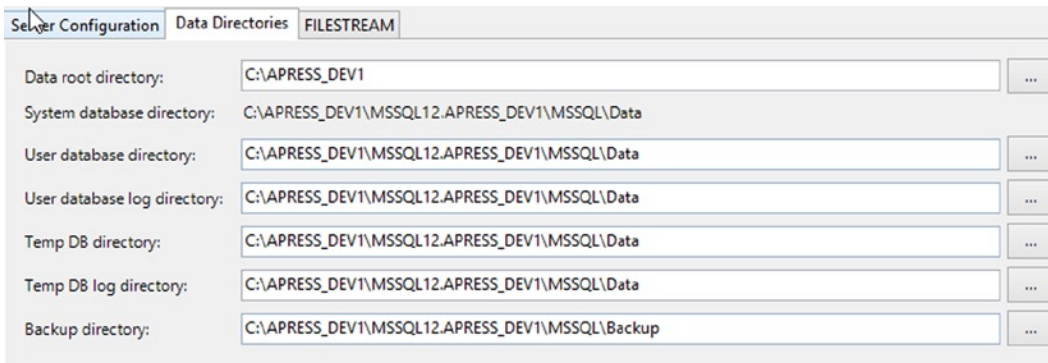 Server Configuration Data Directories FILESTREAM
Data root directory: C:\APRESS_DEV1 ...
System database directory: C:\APRESS_DEV1\MSSQL12.APRESS_DEV1\MSSQL\Data
User database directory: C:\APRESS_DEV1\MSSQL12.APRESS_DEV1\MSSQL\Data ...
User database log directory: C:\APRESS_DEV1\MSSQL12.APRESS_DEV1\MSSQL\Data ...
Temp DB directory: C:\APRESS_DEV1\MSSQL12.APRESS_DEV1\MSSQL\Data ...
Temp DB log directory: C:\APRESS_DEV1\MSSQL12.APRESS_DEV1\MSSQL\Data ...
Backup directory: C:\APRESS_DEV1\MSSQL12.APRESS_DEV1\MSSQL\Backup ...